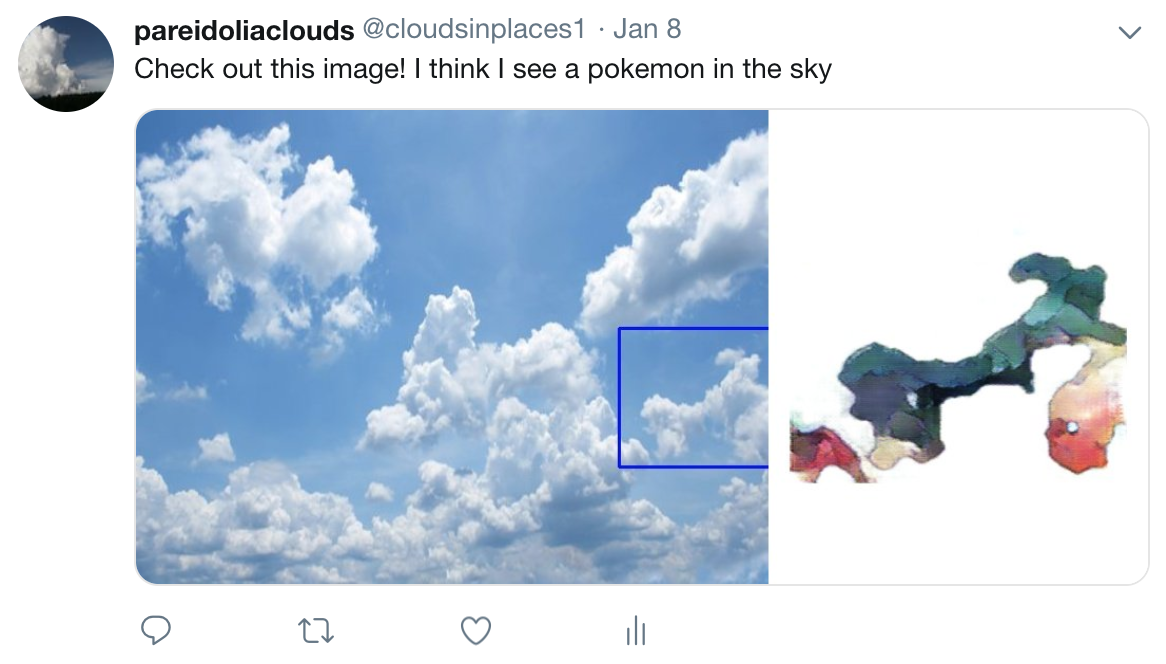 pareidoliaclouds @cloudsinplaces1 · Jan 8
Check out this image! I think I see a pokemon in the sky